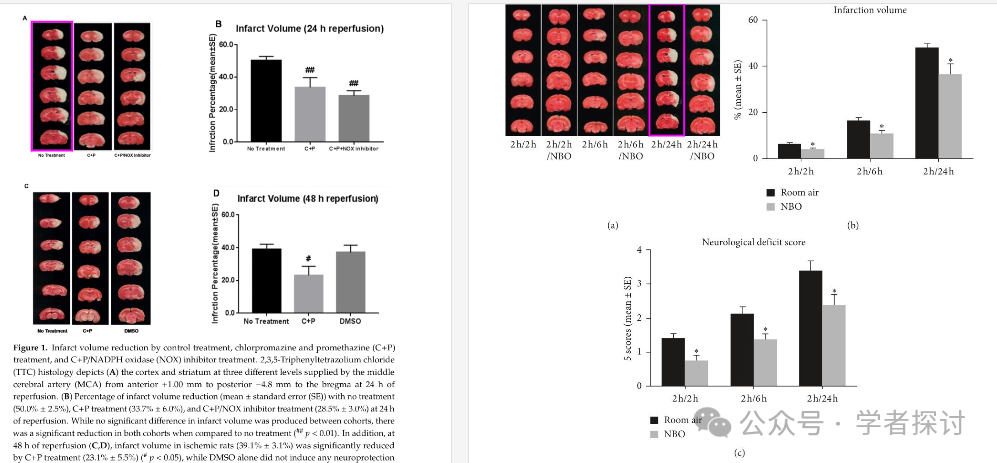 A
No Treatment
C+P
C+P/NOX inhibitor
B
Infarct Volume (24 h reperfusion)
Infrction Percentage(mean±SE)
60.0
40.0
20.0
0.0
##
##
No Treatment
C+P
C+P+NOX inhibitor
C
No Treatment
C+P
DMSO
D
Infarct Volume (48 h reperfusion)
Infrction Percentage(mean±SE)
60.0
40.0
20.0
0.0
#
No Treatment
C+P
DMSO
Figure 1. Infarct volume reduction by control treatment, chlorpromazine and promethazine (C+P)
treatment, and C+P/NADPH oxidase (NOX) inhibitor treatment. 2,3,5-Triphenyltetrazolium chloride
(TTC) histology depicts (A) the cortex and striatum at three different levels supplied by the middle
cerebral artery (MCA) from anterior +1.00 mm to posterior −4.8 mm to the bregma at 24 h of
reperfusion. (B) Percentage of infarct volume reduction (mean ± standard error (SE)) with no treatment
(50.0% ± 2.5%), C+P treatment (33.7% ± 6.0%), and C+P/NOX inhibitor treatment (28.5% ± 3.0%) at 24 h
of reperfusion. While no significant difference in infarct volume was produced between cohorts, there
was a significant reduction in both cohorts when compared to no treatment (## p < 0.01). In addition, at
48 h of reperfusion (C,D), infarct volume in ischemic rats (39.1% ± 3.1%) was significantly reduced
by C+P treatment (23.1% ± 5.5%) (# p < 0.05), while DMSO alone did not induce any neuroprotection
2h/2h
2h/2h
/NBO
2h/6h
2h/6h
/NBO
2h/24h
2h/24h
/NBO
(a)
Infarction volume
% (mean ± SE)
60
40
20
0
*
*
*
2h/2h
2h/6h
2h/24h
Room air
NBO
(b)
Neurological deficit score
5 scores (mean ± SE)
4
3
2
1
0
*
*
*
2h/2h
2h/6h
2h/24h
Room air
NBO
(c)
公众号 · 学者探讨